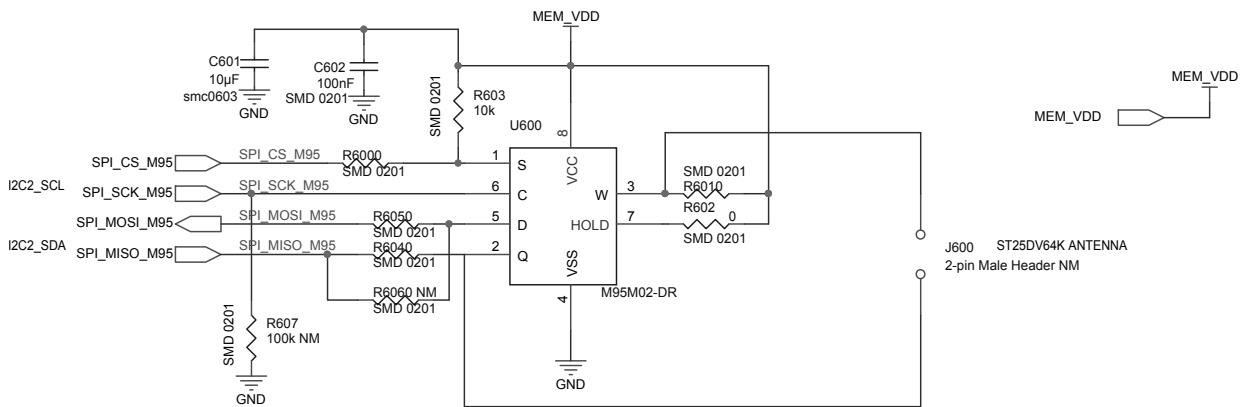 MEM_VDD
C601
10µF
smc0603
GND
C602
100nF
SMD 0201
GND
SMD 0201
R603
10k
U600
8
VCC
MEM_VDD
MEM_VDD
SPI_CS_M95
SPI_CS_M95
R6000
SMD 0201
1
S
I2C2_SCL
SPI_SCK_M95
SPI_SCK_M95
6
C
W
3
SMD 0201
R6010
SPI_MOSI_M95
SPI_MOSI_M95
R6050
SMD 0201
5
D
HOLD
7
R602
0
SMD 0201
I2C2_SDA
SPI_MISO_M95
SPI_MISO_M95
R6040
SMD 0201
2
Q
VSS
4
M95M02-DR
R6060 NM
SMD 0201
J600
ST25DV64K ANTENNA
2-pin Male Header NM
SMD 0201
R607
100k NM
GND
GND